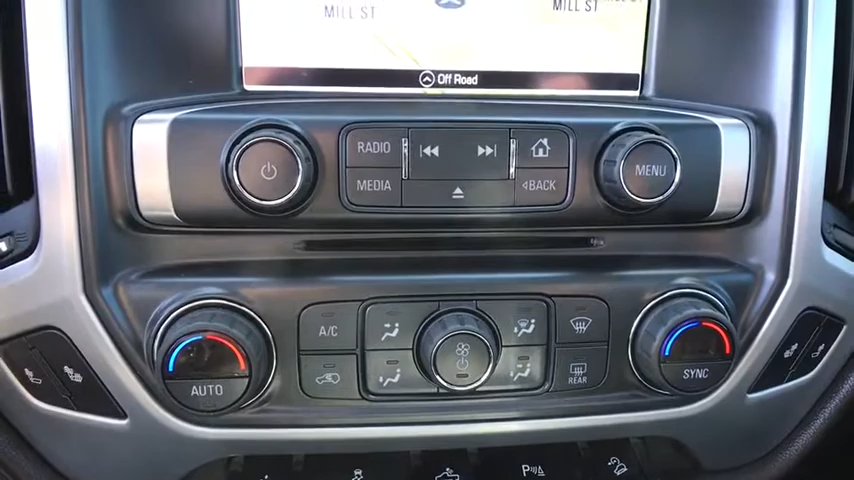 MILL ST
MILL ST
Off Road
RADIO
MEDIA
BACK
MENU
A/C
AUTO
REAR
SYNC
P